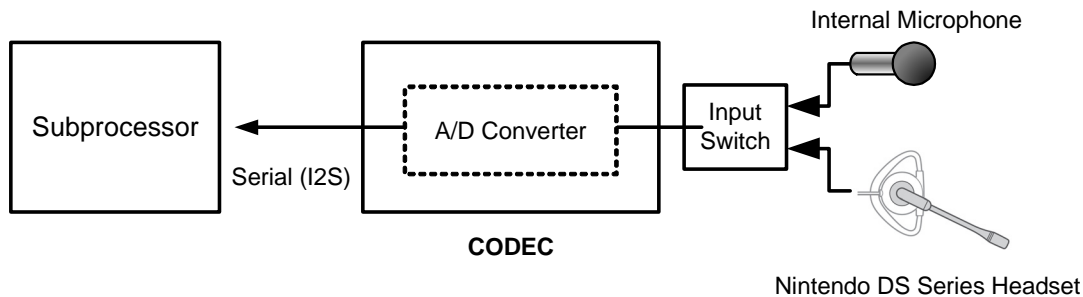 Internal Microphone
Subprocessor
A/D Converter
Input
Switch
Serial (I2S)
CODEC
Nintendo DS Series Headset